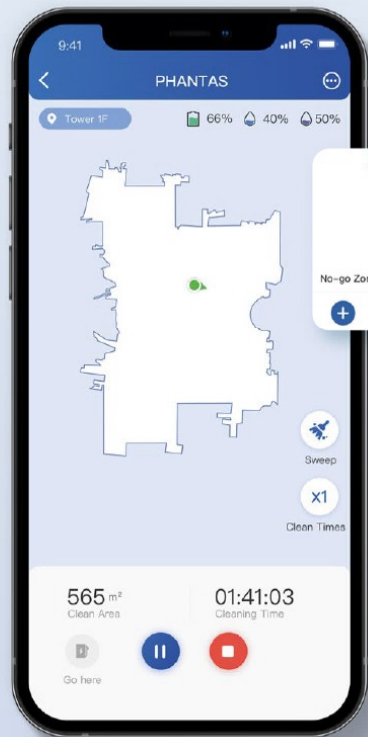 9:41
PHANTAS
Tower 1F
66%
40%
50%
No-go Zo
Sweep
x1
Clean Times
565 m²
Clean Area
01:41:03
Cleaning Time
Go here